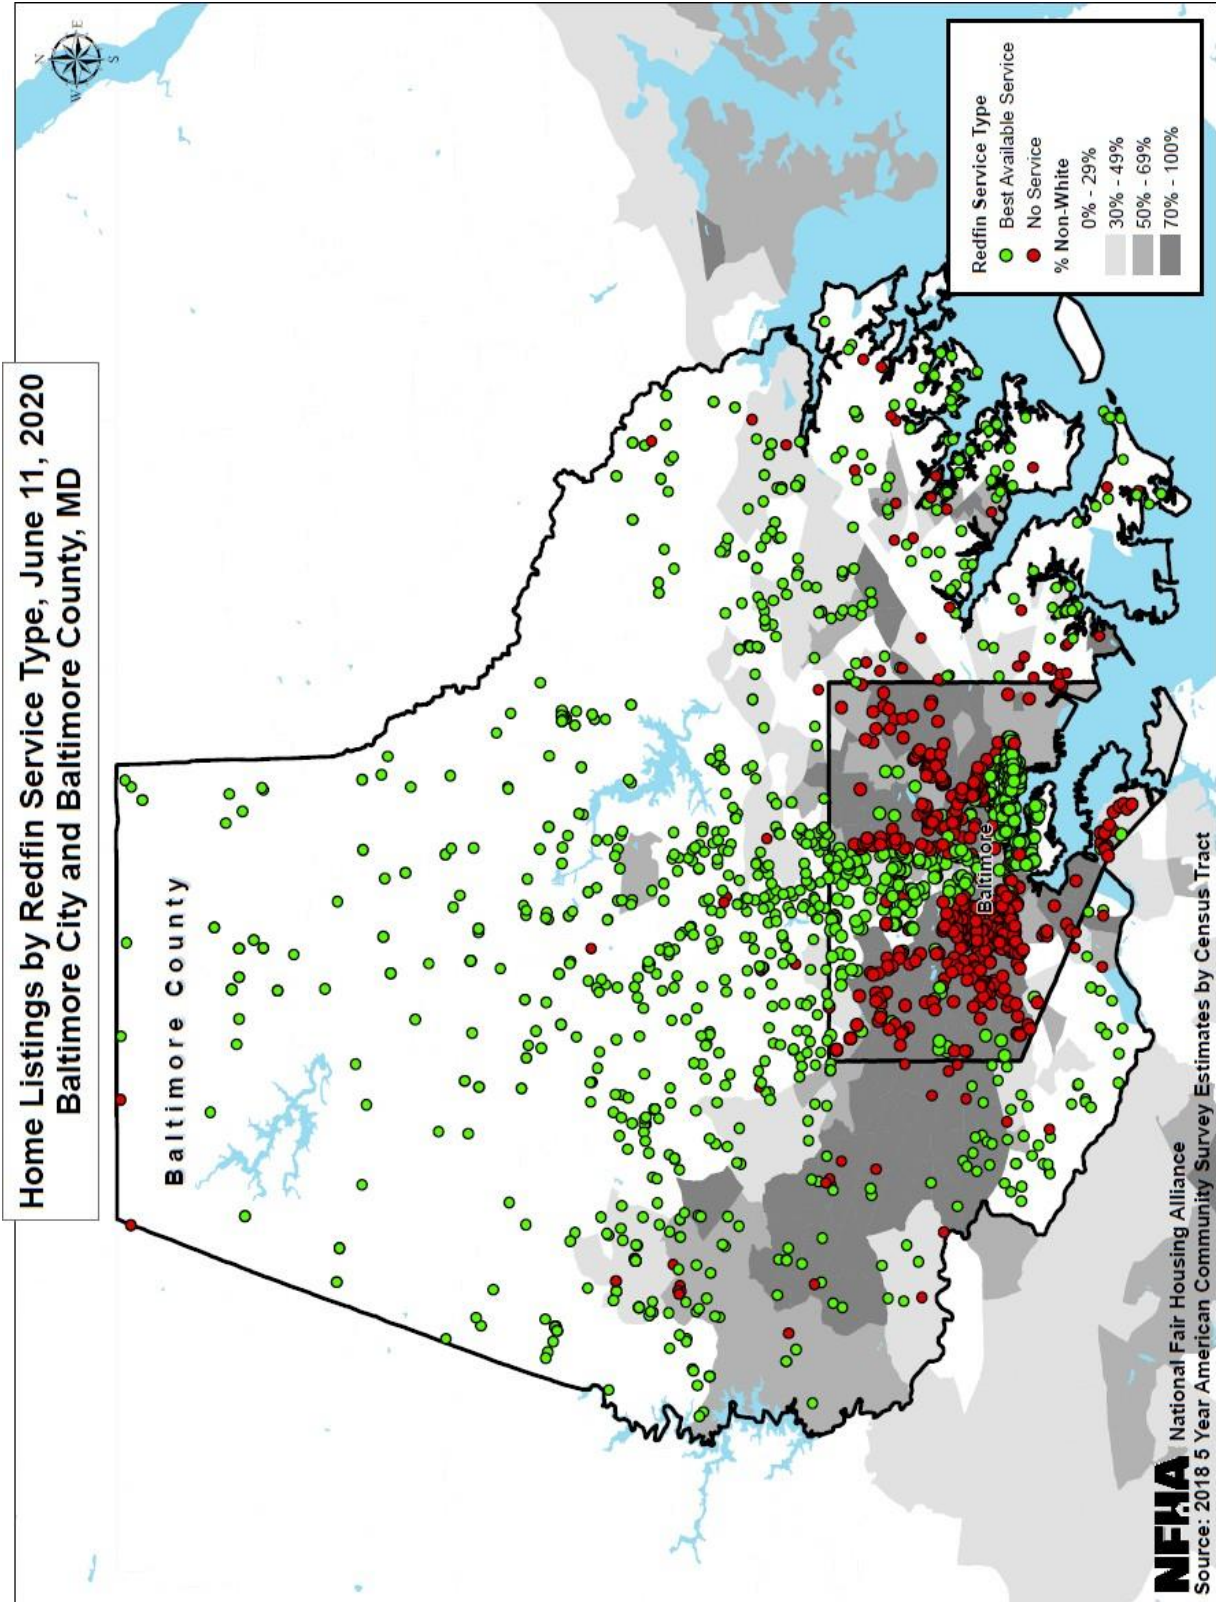 Home Listings by Redfin Service Type, June 11, 2020
Baltimore City and Baltimore County, MD
N
E
W
S
Baltimore County
Baltimore
Redfin Service Type
Best Available Service
No Service
% Non-White
0% - 29%
30% - 49%
50% - 69%
70% - 100%
NFHA National Fair Housing Alliance
Source: 2018 5 Year American Community Survey Estimates by Census Tract